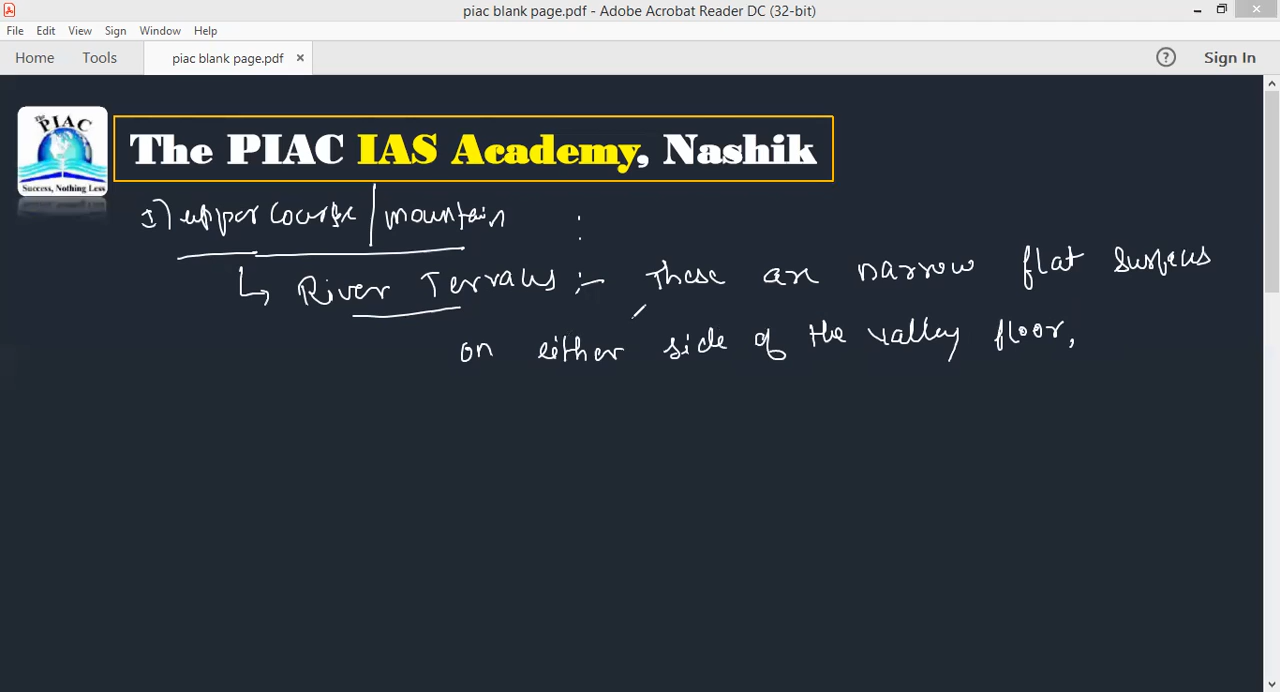 piac blank page.pdf - Adobe Acrobat Reader DC (32-bit)
File Edit View Sign Window Help
Home Tools piac blank page.pdf × ? Sign In
The PIAC
Success, Nothing Less
The PIAC IAS Academy, Nashik
I) upper course / mountain :
↳ River Terraces :- These are narrow flat surfaces
on either side of the valley floor,